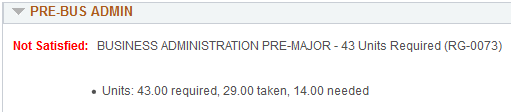 PRE-BUS ADMIN
Not Satisfied: BUSINESS ADMINISTRATION PRE-MAJOR - 43 Units Required (RG-0073)
• Units: 43.00 required, 29.00 taken, 14.00 needed